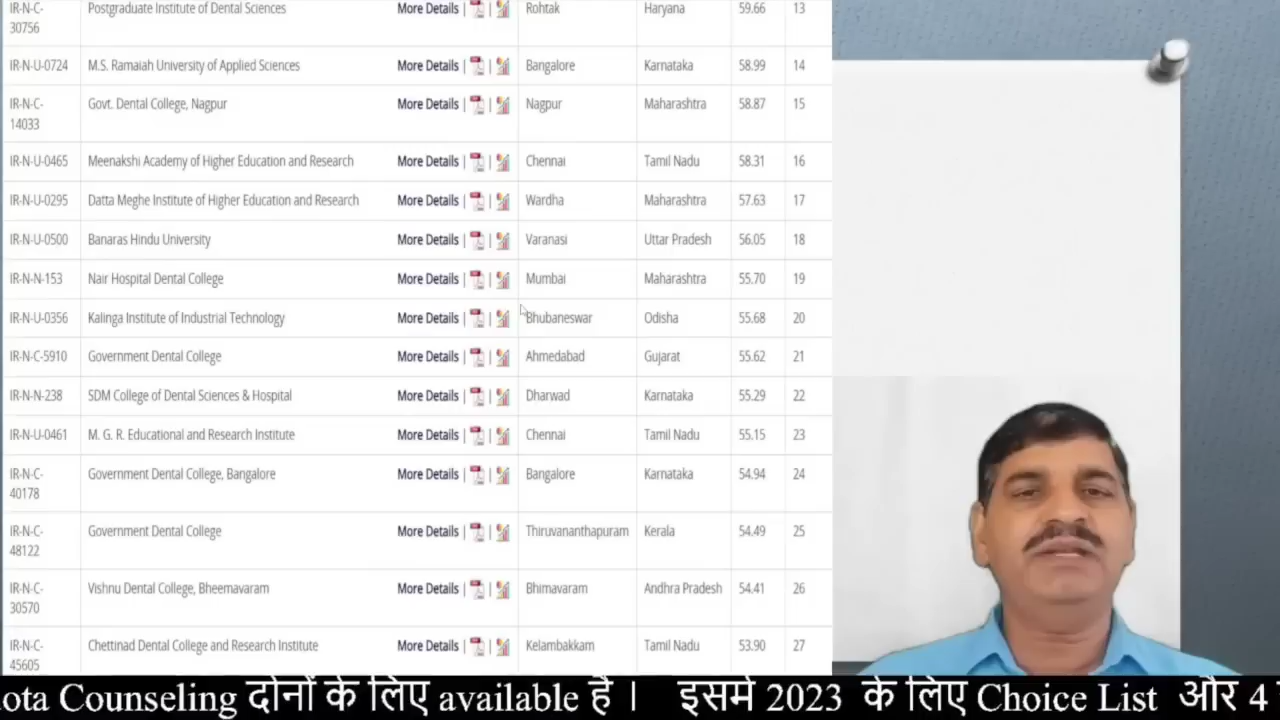 IR-N-C-30756 Postgraduate Institute of Dental Sciences More Details | | Rohtak Haryana 59.66 13
IR-N-U-0724 M.S. Ramaiah University of Applied Sciences More Details | | Bangalore Karnataka 58.99 14
IR-N-C-14033 Govt. Dental College, Nagpur More Details | | Nagpur Maharashtra 58.87 15
IR-N-U-0465 Meenakshi Academy of Higher Education and Research More Details | | Chennai Tamil Nadu 58.31 16
IR-N-U-0295 Datta Meghe Institute of Higher Education and Research More Details | | Wardha Maharashtra 57.63 17
IR-N-U-0500 Banaras Hindu University More Details | | Varanasi Uttar Pradesh 56.05 18
IR-N-N-153 Nair Hospital Dental College More Details | | Mumbai Maharashtra 55.70 19
IR-N-U-0356 Kalinga Institute of Industrial Technology More Details | | Bhubaneswar Odisha 55.68 20
IR-N-C-5910 Government Dental College More Details | | Ahmedabad Gujarat 55.62 21
IR-N-N-238 SDM College of Dental Sciences & Hospital More Details | | Dharwad Karnataka 55.29 22
IR-N-U-0461 M. G. R. Educational and Research Institute More Details | | Chennai Tamil Nadu 55.15 23
IR-N-C-40178 Government Dental College, Bangalore More Details | | Bangalore Karnataka 54.94 24
IR-N-C-48122 Government Dental College More Details | | Thiruvananthapuram Kerala 54.49 25
IR-N-C-30570 Vishnu Dental College, Bheemavaram More Details | | Bhimavaram Andhra Pradesh 54.41 26
IR-N-C-45605 Chettinad Dental College and Research Institute More Details | | Kelambakkam Tamil Nadu 53.90 27
ota Counseling दोनों के लिए available है । इसमें 2023 के लिए Choice List और 4